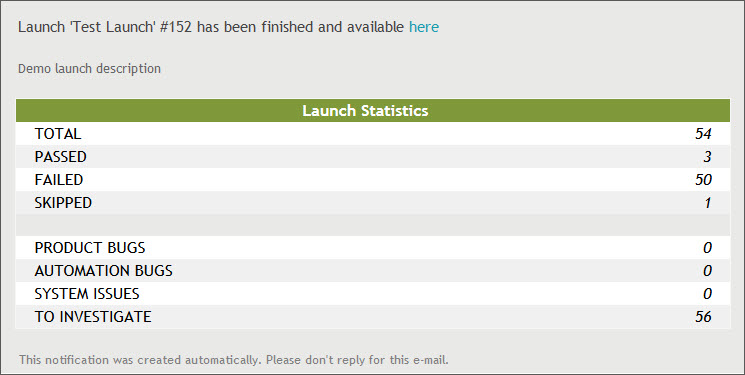 Launch 'Test Launch' #152 has been finished and available here
Demo launch description
Launch Statistics
TOTAL 54
PASSED 3
FAILED 50
SKIPPED 1
PRODUCT BUGS 0
AUTOMATION BUGS 0
SYSTEM ISSUES 0
TO INVESTIGATE 56
This notification was created automatically. Please don't reply for this e-mail.